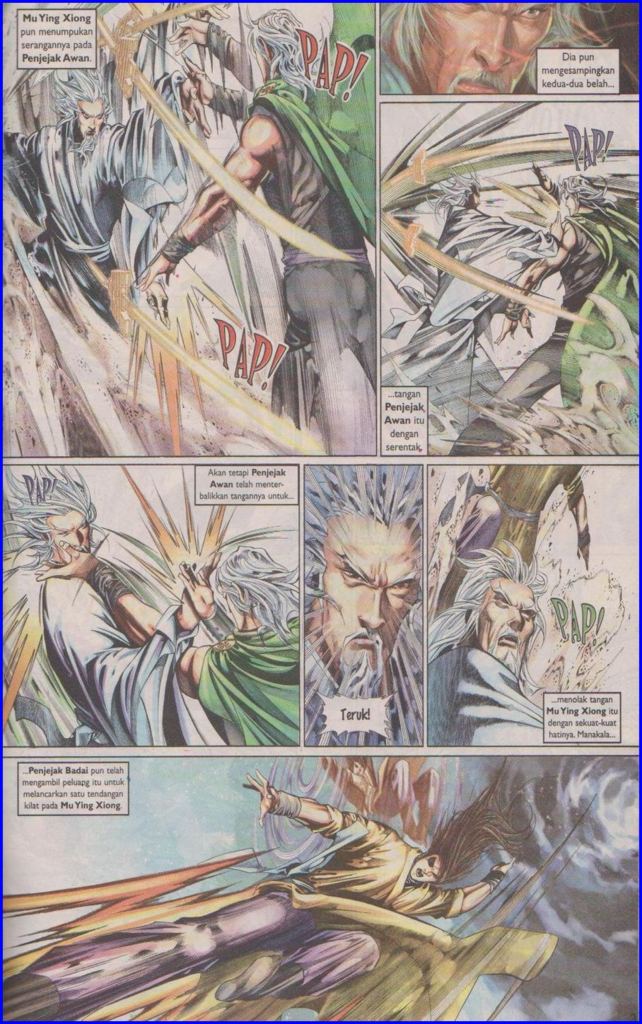 Mu Ying Xiong
pun menumpukan
serangannya pada
Penjejak Awan.
PAP!
PAP!
Dia pun
mengesampingkan
kedua-dua belah...
PAP!
...tangan
Penjejak
Awan itu
dengan
serentak.
PAP!
Akan tetapi Penjejak
Awan telah menter-
balikkan tangannya untuk...
Teruk!
PAP!
...menolak tangan
Mu Ying Xiong itu
dengan sekuat-kuat
hatinya. Manakala...
...Penjejak Badai pun telah
mengambil peluapg itu untuk
melancarkan satu tendangan
kilat pada Mu Ying Xiong.